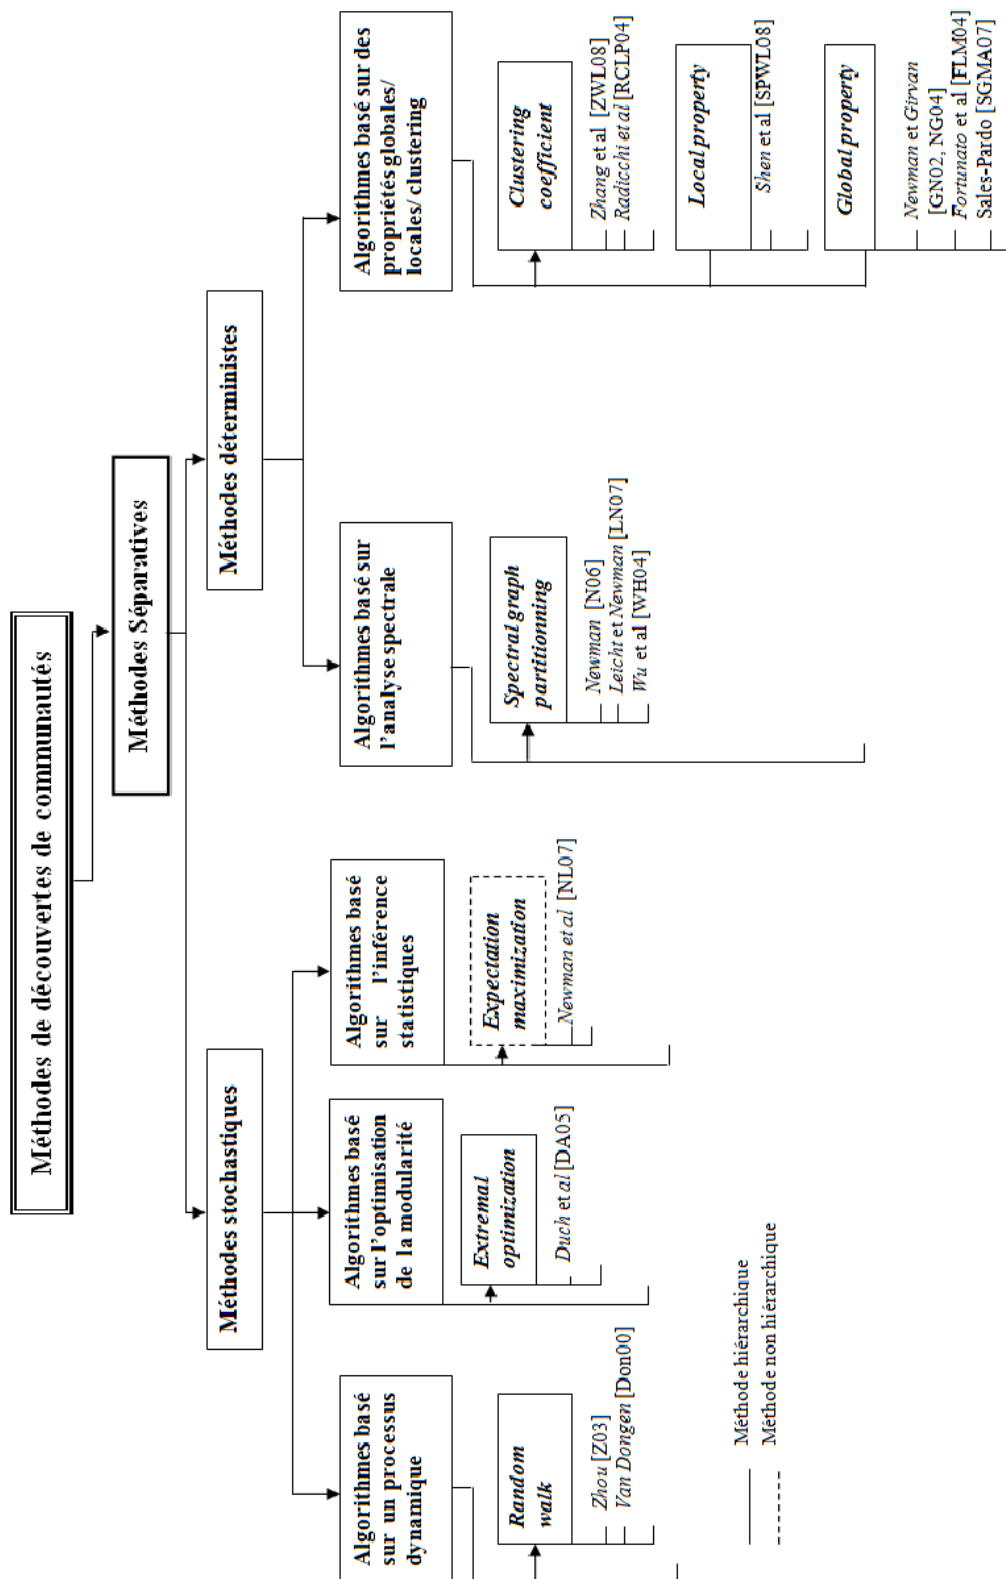 Méthodes de découvertes de communautés
Méthodes Séparatives
Méthodes stochastiques
Méthodes déterministes
Algorithmes basé
sur un processus
dynamique
Random
walk
Zhou [Z03]
Van Dongen [Don00]
Algorithmes basé
sur l'optimisation
de la modularité
Extremal
optimization
Duch et al [DA05]
Algorithmes basé
sur l'inférence
statistiques
Expectation
maximization
Newman et al [NL07]
Algorithmes basé sur
l'analyse spectrale
Spectral graph
partitionning
Newman [N06]
Leicht et Newman [LN07]
Wu et al [WH04]
Algorithmes basé sur des
propriétés globales/
locales/ clustering
Clustering
coefficient
Zhang et al [ZWL08]
Radicchi et al [RCLP04]
Local property
Shen et al [SPWL08]
Global property
Newman et Girvan
[GN02, NG04]
Fortunato et al [FLM04]
Sales-Pardo [SGMA07]
Méthode hiérarchique
Méthode non hiérarchique